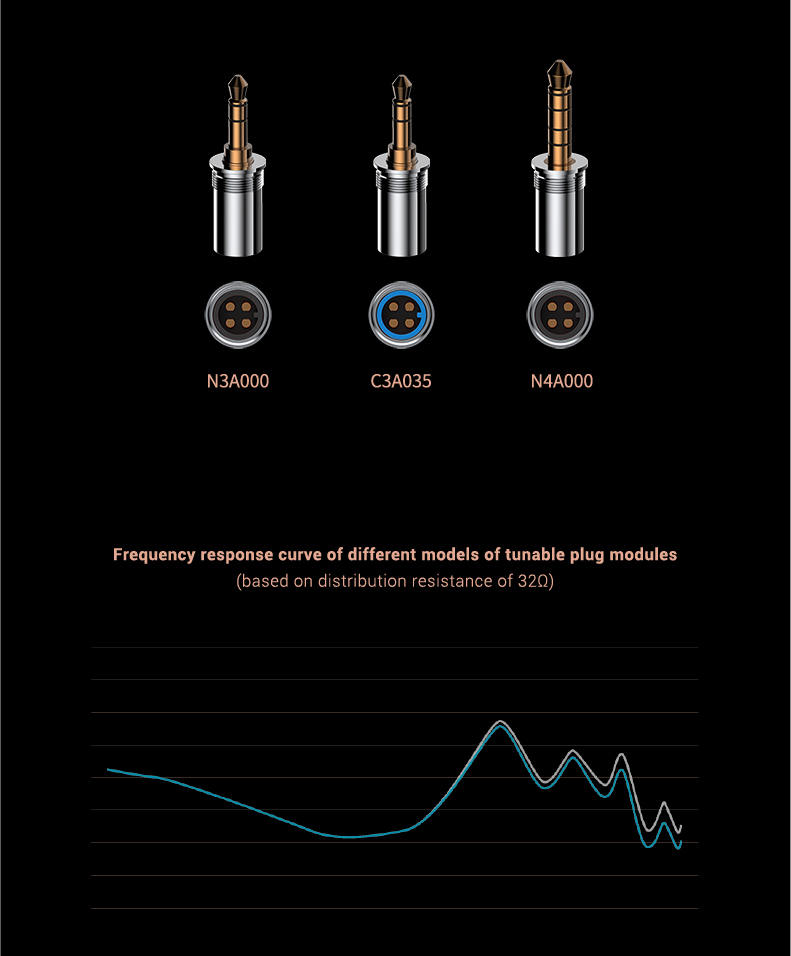 N3A000
C3A035
N4A000
Frequency response curve of different models of tunable plug modules
(based on distribution resistance of 32Ω)